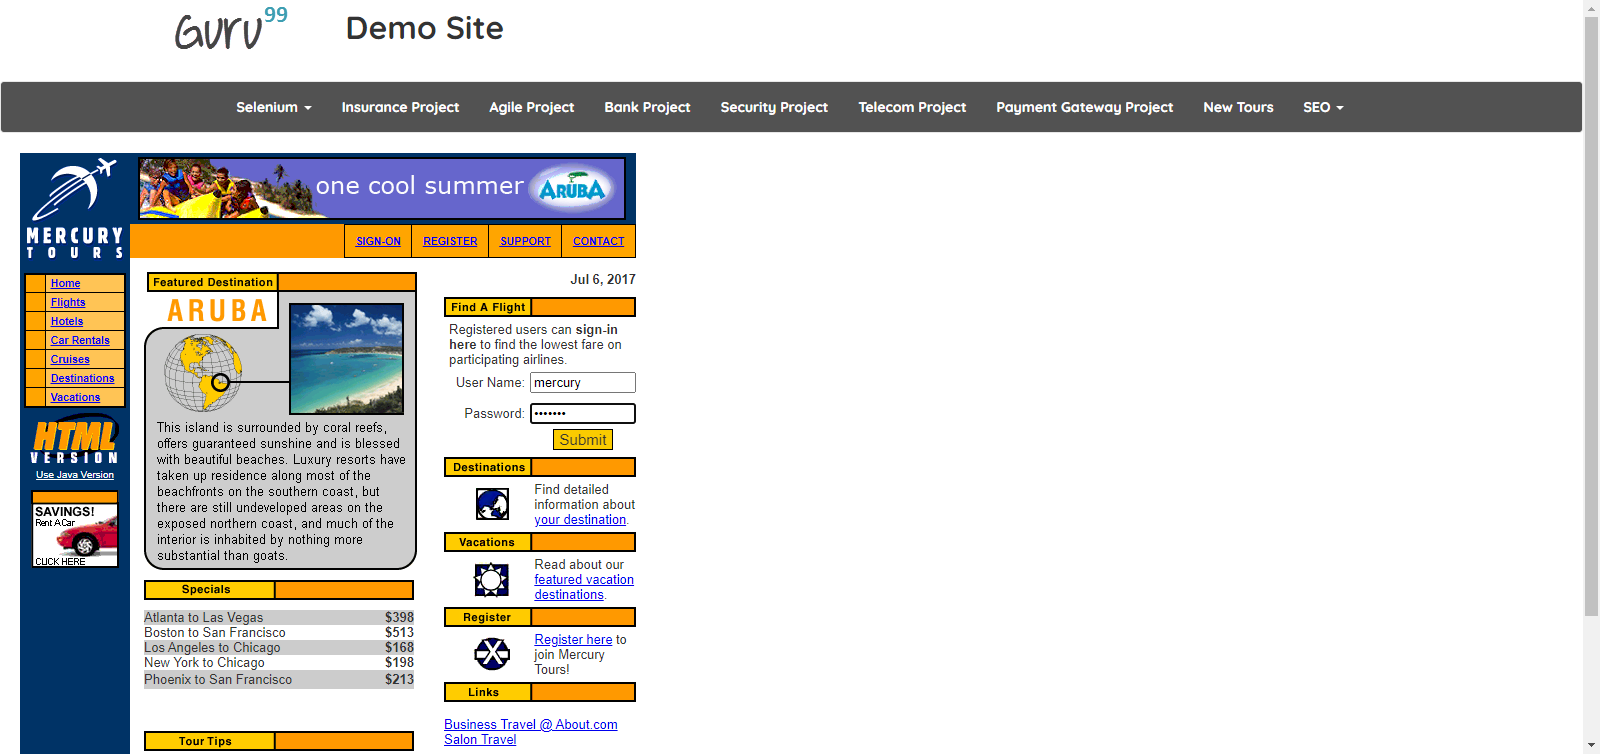 Guru99
Demo Site
Selenium
Insurance Project
Agile Project
Bank Project
Security Project
Telecom Project
Payment Gateway Project
New Tours
SEO
MERCURY
TOURS
one cool summer
ARUBA
SIGN-ON
REGISTER
SUPPORT
CONTACT
Home
Flights
Hotels
Car Rentals
Cruises
Destinations
Vacations
HTML
VERSION
Use Java Version
SAVINGS!
Rent A Car
CLICK HERE
Featured Destination
ARUBA
This island is surrounded by coral reefs,
offers guaranteed sunshine and is blessed
with beautiful beaches. Luxury resorts have
taken up residence along most of the
beachfronts on the southern coast, but
there are still undeveloped areas on the
exposed northern coast, and much of the
interior is inhabited by nothing more
substantial than goats.
Specials
Atlanta to Las Vegas $398
Boston to San Francisco $513
Los Angeles to Chicago $168
New York to Chicago $198
Phoenix to San Francisco $213
Tour Tips
Jul 6, 2017
Find A Flight
Registered users can sign-in
here to find the lowest fare on
participating airlines.
User Name: mercury
Password: •••••••
Submit
Destinations
Find detailed
information about
your destination.
Vacations
Read about our
featured vacation
destinations.
Register
Register here to
join Mercury
Tours!
Links
Business Travel @ About.com
Salon Travel